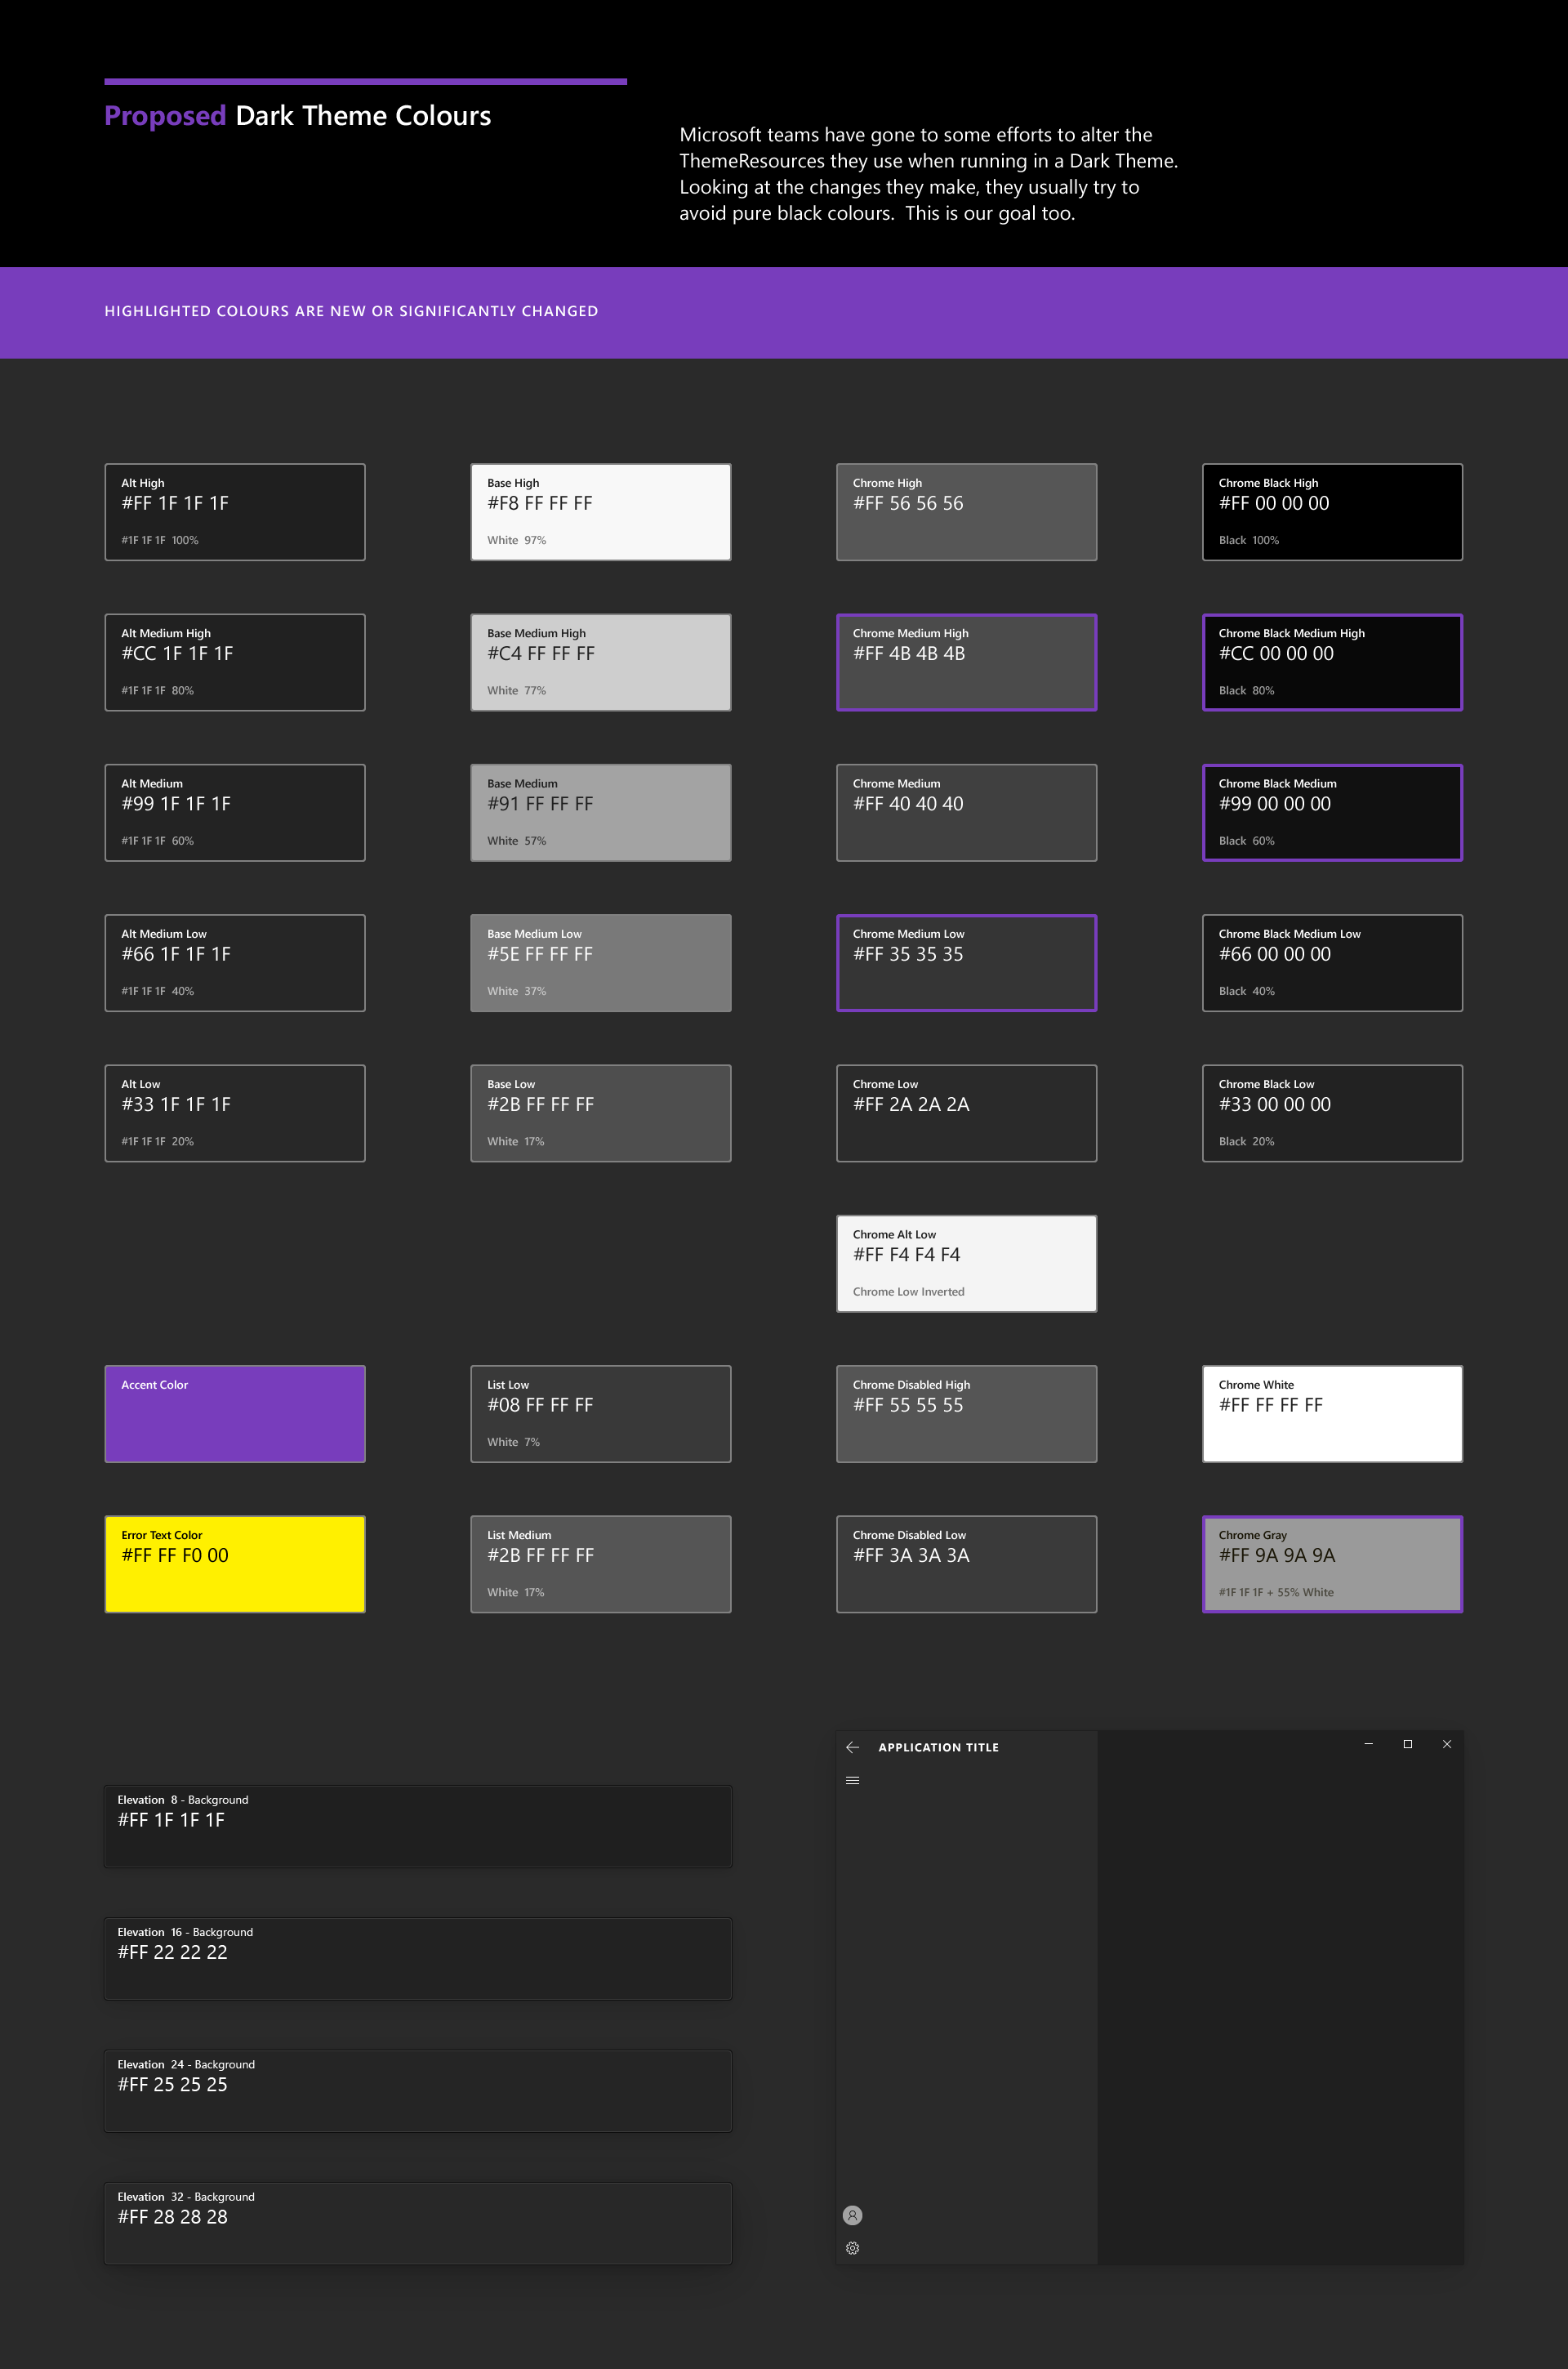 Proposed Dark Theme Colours
Microsoft teams have gone to some efforts to alter the
ThemeResources they use when running in a Dark Theme.
Looking at the changes they make, they usually try to
avoid pure black colours.  This is our goal too.
HIGHLIGHTED COLOURS ARE NEW OR SIGNIFICANTLY CHANGED
Alt High
#FF 1F 1F 1F
#1F 1F 1F  100%
Base High
#F8 FF FF FF
White  97%
Chrome High
#FF 56 56 56
Chrome Black High
#FF 00 00 00
Black  100%
Alt Medium High
#CC 1F 1F 1F
#1F 1F 1F  80%
Base Medium High
#C4 FF FF FF
White  77%
Chrome Medium High
#FF 4B 4B 4B
Chrome Black Medium High
#CC 00 00 00
Black  80%
Alt Medium
#99 1F 1F 1F
#1F 1F 1F  60%
Base Medium
#91 FF FF FF
White  57%
Chrome Medium
#FF 40 40 40
Chrome Black Medium
#99 00 00 00
Black  60%
Alt Medium Low
#66 1F 1F 1F
#1F 1F 1F  40%
Base Medium Low
#5E FF FF FF
White  37%
Chrome Medium Low
#FF 35 35 35
Chrome Black Medium Low
#66 00 00 00
Black  40%
Alt Low
#33 1F 1F 1F
#1F 1F 1F  20%
Base Low
#2B FF FF FF
White  17%
Chrome Low
#FF 2A 2A 2A
Chrome Black Low
#33 00 00 00
Black  20%
Chrome Alt Low
#FF F4 F4 F4
Chrome Low Inverted
Accent Color
List Low
#08 FF FF FF
White  7%
Chrome Disabled High
#FF 55 55 55
Chrome White
#FF FF FF FF
Error Text Color
#FF FF F0 00
List Medium
#2B FF FF FF
White  17%
Chrome Disabled Low
#FF 3A 3A 3A
Chrome Gray
#FF 9A 9A 9A
#1F 1F 1F + 55% White
Elevation  8 - Background
#FF 1F 1F 1F
Elevation  16 - Background
#FF 22 22 22
Elevation  24 - Background
#FF 25 25 25
Elevation  32 - Background
#FF 28 28 28
APPLICATION TITLE